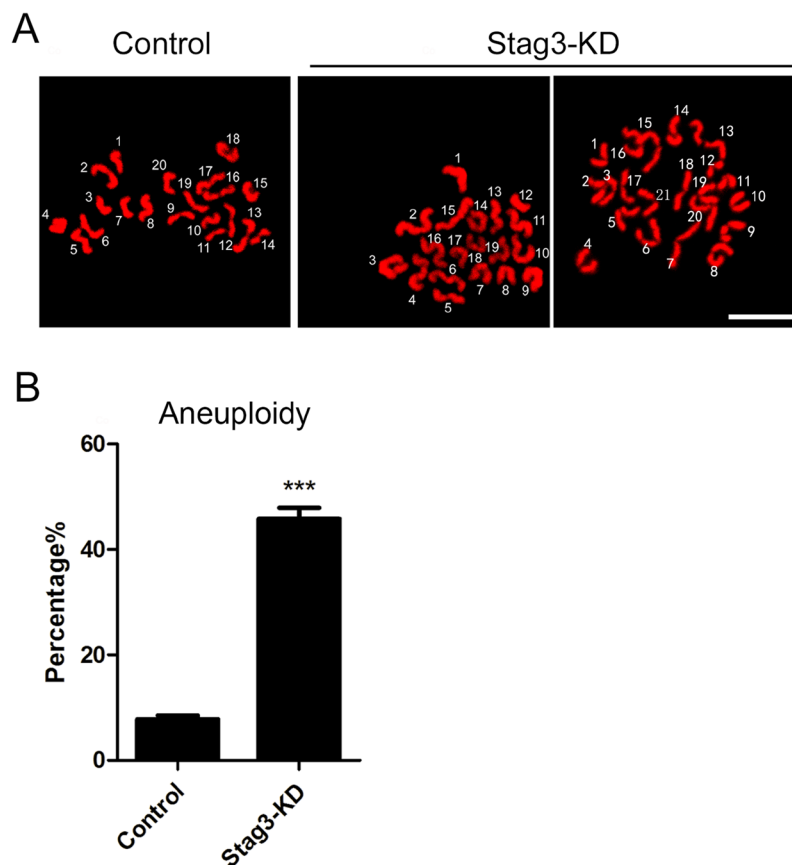 A
Control
Stag3-KD
1 2 3 4 5 6 7 8 9 10 11 12 13 14 15 16 17 18 19 20
1 2 3 4 5 6 7 8 9 10 11 12 13 14 15 16 17 18 19
1 2 3 4 5 6 7 8 9 10 11 12 13 14 15 16 17 18 19 20 21
B
Aneuploidy
60
***
40
20
0
Percentage%
Control
Stag3-KD